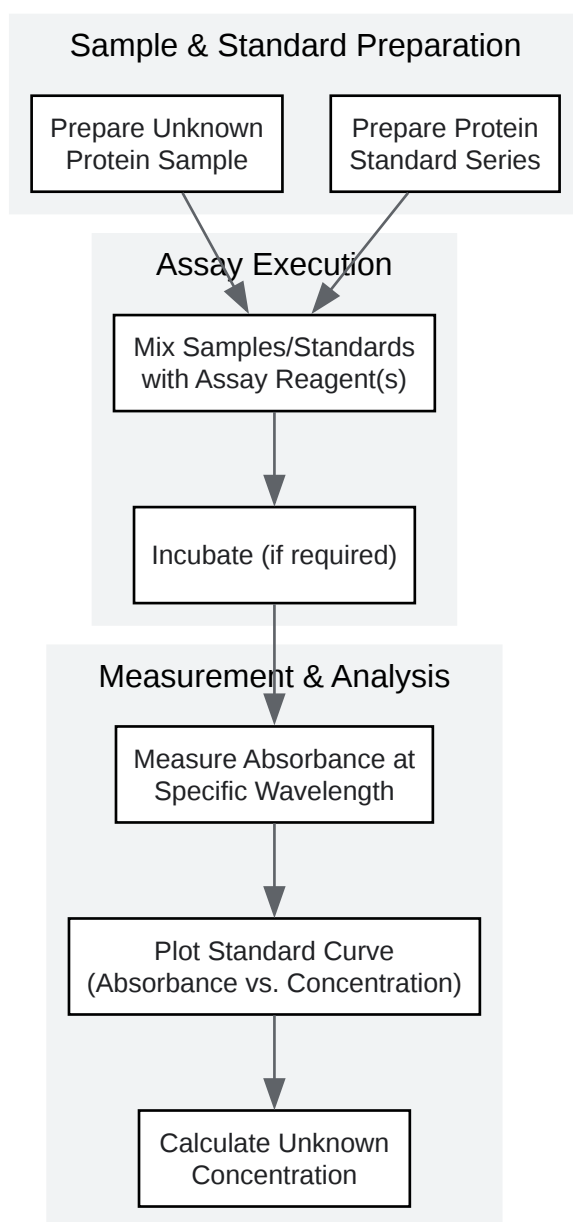 Sample & Standard Preparation
Prepare Unknown
Protein Sample
Prepare Protein
Standard Series
Assay Execution
Mix Samples/Standards
with Assay Reagent(s)
Incubate (if required)
Measurement & Analysis
Measure Absorbance at
Specific Wavelength
Plot Standard Curve
(Absorbance vs. Concentration)
Calculate Unknown
Concentration